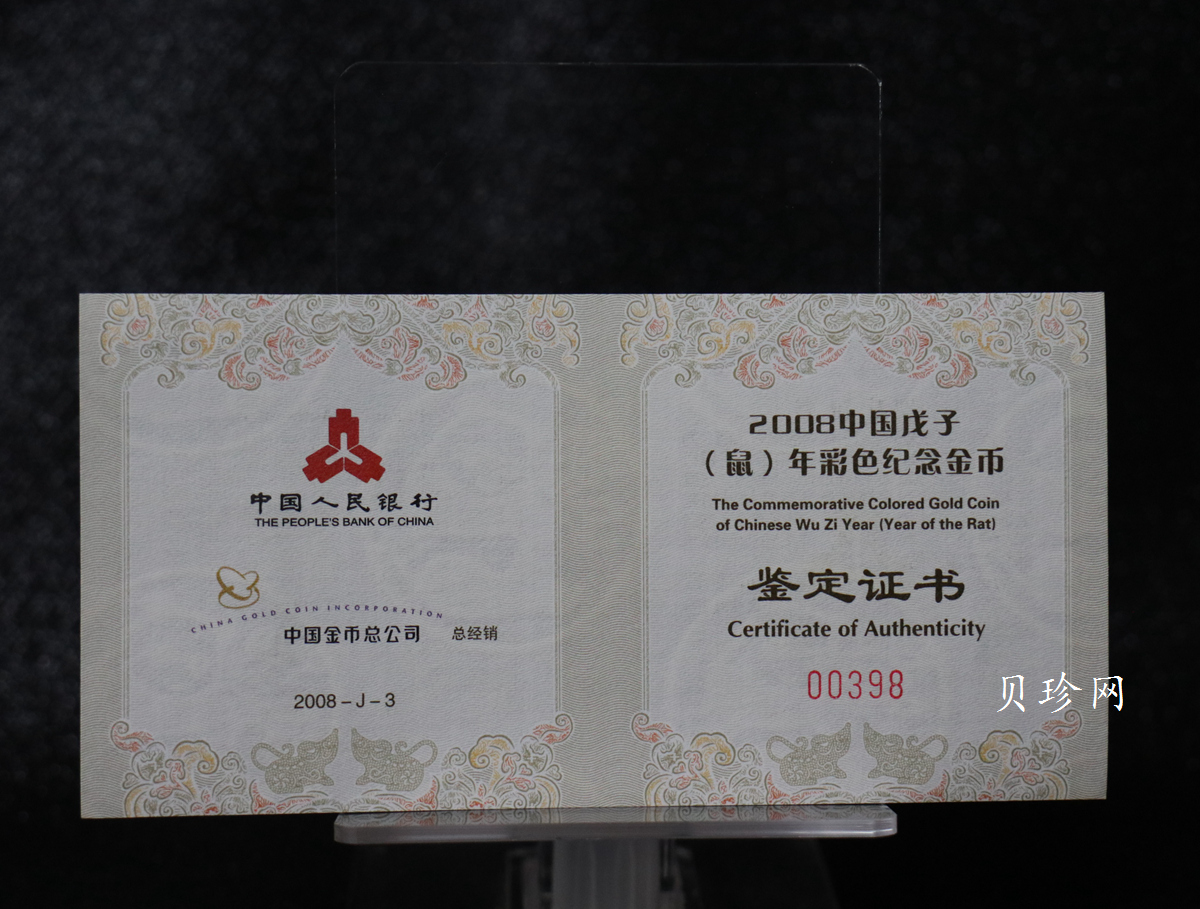 中国人民银行
THE PEOPLE'S BANK OF CHINA
CHINA GOLD COIN INCORPORATION
中国金币总公司 总经销
2008-J-3
2008中国戊子
（鼠）年彩色纪念金币
The Commemorative Colored Gold Coin
of Chinese Wu Zi Year (Year of the Rat)
鉴定证书
Certificate of Authenticity
00398
贝珍网